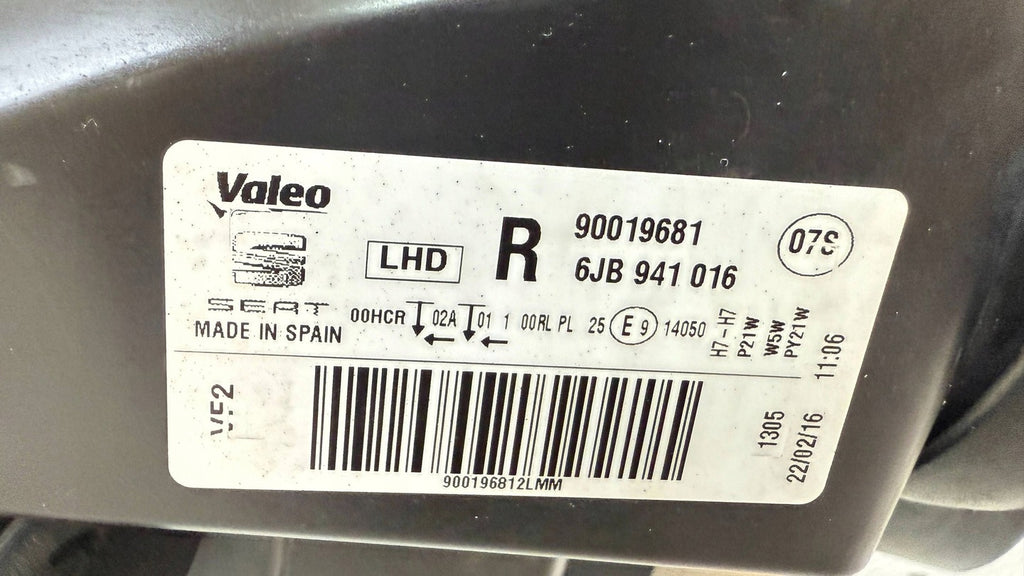 Valeo
SEAT
MADE IN SPAIN
LHD
R
90019681
6JB 941 016
07S
00HCR 02A 01 1 00RL PL 25 E 9 14050
H7-H7
P21W
W5W
PY21W
11:06
VF2
900196812LMM
1305
22/02/16